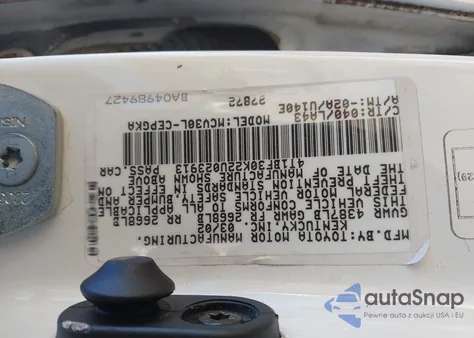 MFD.BY:TOYOTA MOTOR MANUFACTURING,
KENTUCKY, INC. 03/02
GVWR 4387LB GAWR FR 2668LB RR 2668LB
THIS VEHICLE CONFORMS TO ALL APPLICABLE
FEDERAL MOTOR VEHICLE SAFETY, BUMPER AND
THEFT PREVENTION STANDARDS IN EFFECT ON
THE DATE OF MANUFACTURE SHOWN ABOVE.
PASS.CAR
MODEL:MCV30L-CEPGKA
C/TR:040/LA43
A/TM:-02A/U140E
27872
BA04989427
autoSnap
Pewne auta z aukcji USA i EU